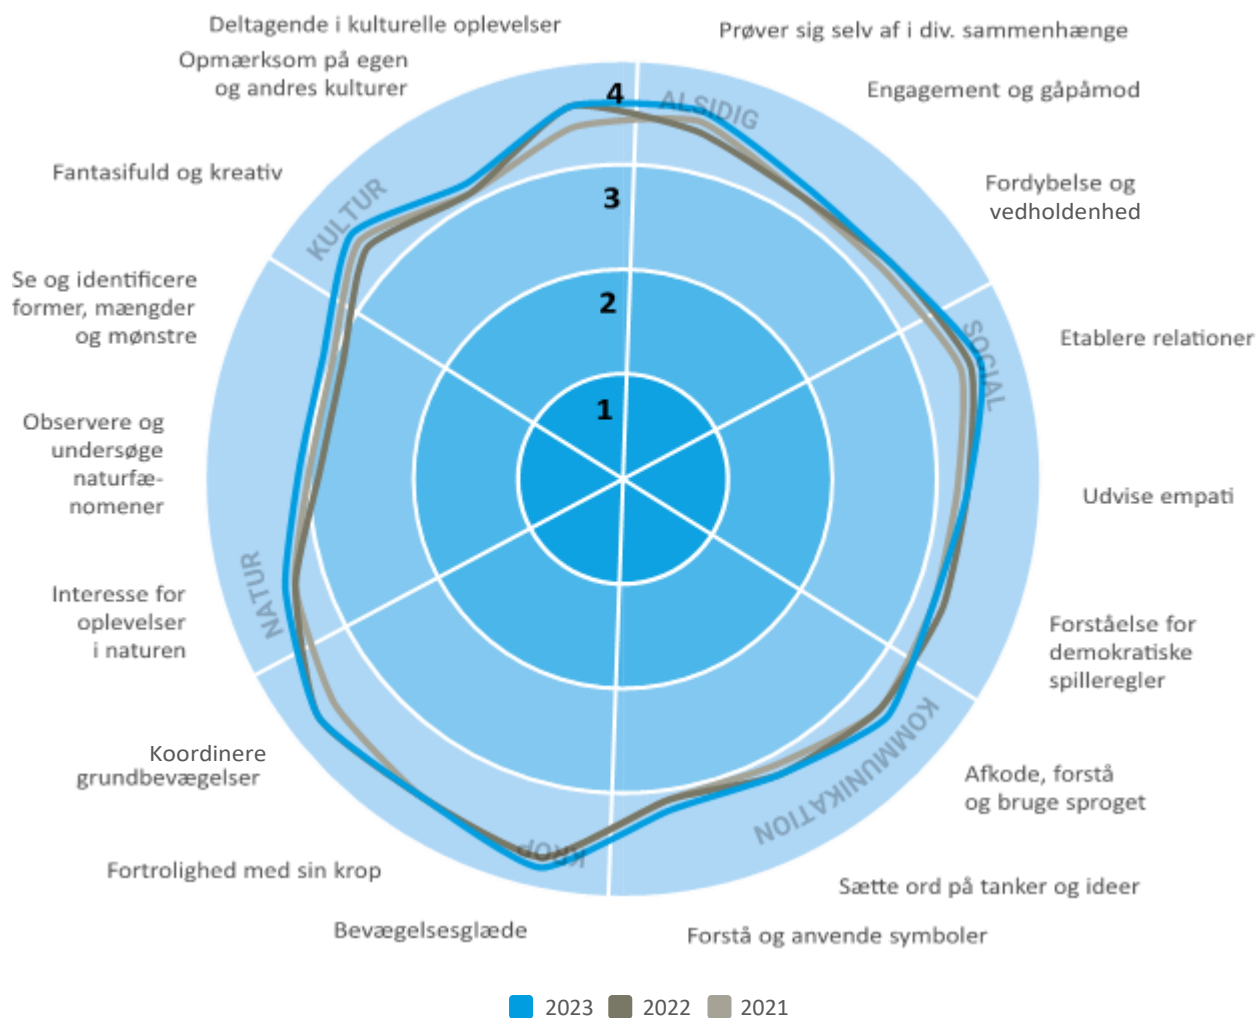 Deltagende i kulturelle oplevelser
Prøver sig selv af i div. sammenhænge
Opmærksom på egen
og andres kulturer
Engagement og gåpåmod
Fantasifuld og kreativ
Fordybelse og
vedholdenhed
Se og identificere
former, mængder
og mønstre
Etablere relationer
Observere og
undersøge
naturfæ-
nomener
Udvise empati
Interesse for
oplevelser
i naturen
Forståelse for
demokratiske
spilleregler
Koordinere
grundbevægelser
Afkode, forstå
og bruge sproget
Fortrolighed med sin krop
Sætte ord på tanker og ideer
Bevægelsesglæde
Forstå og anvende symboler
4
3
2
1
ALSIDIG
SOCIAL
KOMMUNIKATION
KROP
NATUR
KULTUR
2023 2022 2021